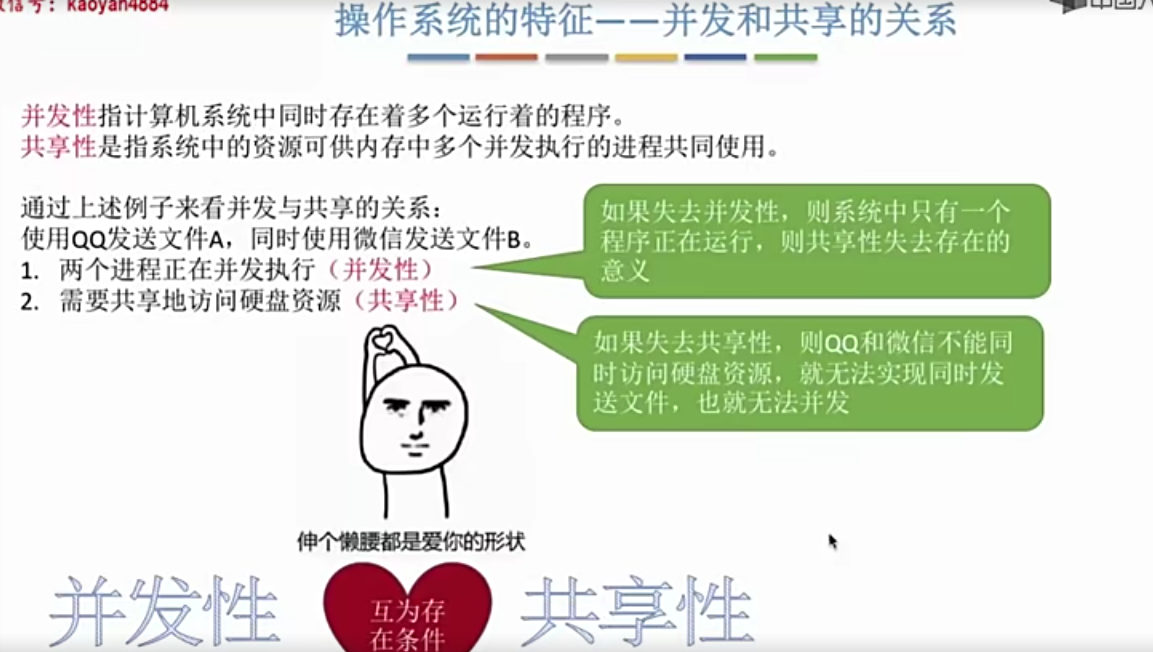 信号：kaoyan4884
操作系统的特征——并发和共享的关系
并发性指计算机系统中同时存在着多个运行着的程序。
共享性是指系统中的资源可供内存中多个并发执行的进程共同使用。
通过上述例子来看并发与共享的关系：
使用QQ发送文件A，同时使用微信发送文件B。
1. 两个进程正在并发执行（并发性）
2. 需要共享地访问硬盘资源（共享性）
如果失去并发性，则系统中只有一个
程序正在运行，则共享性失去存在的
意义
如果失去共享性，则QQ和微信不能同
时访问硬盘资源，就无法实现同时发
送文件，也就无法并发
伸个懒腰都是爱你的形状
并发性
互为存
在条件
共享性